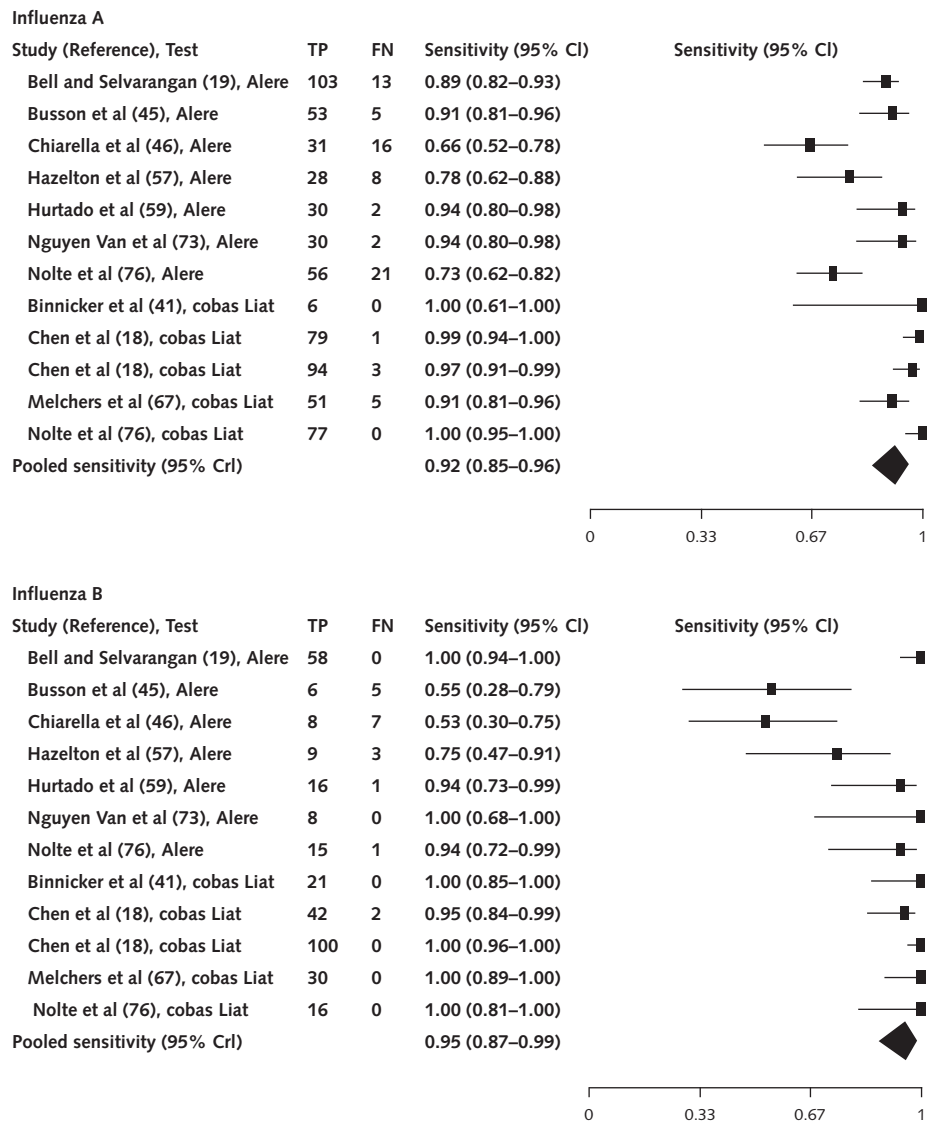 Influenza A
Study (Reference), Test TP FN Sensitivity (95% CI) Sensitivity (95% CI)
Bell and Selvarangan (19), Alere 103 13 0.89 (0.82–0.93)
Busson et al (45), Alere 53 5 0.91 (0.81–0.96)
Chiarella et al (46), Alere 31 16 0.66 (0.52–0.78)
Hazelton et al (57), Alere 28 8 0.78 (0.62–0.88)
Hurtado et al (59), Alere 30 2 0.94 (0.80–0.98)
Nguyen Van et al (73), Alere 30 2 0.94 (0.80–0.98)
Nolte et al (76), Alere 56 21 0.73 (0.62–0.82)
Binnicker et al (41), cobas Liat 6 0 1.00 (0.61–1.00)
Chen et al (18), cobas Liat 79 1 0.99 (0.94–1.00)
Chen et al (18), cobas Liat 94 3 0.97 (0.91–0.99)
Melchers et al (67), cobas Liat 51 5 0.91 (0.81–0.96)
Nolte et al (76), cobas Liat 77 0 1.00 (0.95–1.00)
Pooled sensitivity (95% CrI) 0.92 (0.85–0.96)
0 0.33 0.67 1
Influenza B
Study (Reference), Test TP FN Sensitivity (95% CI) Sensitivity (95% CI)
Bell and Selvarangan (19), Alere 58 0 1.00 (0.94–1.00)
Busson et al (45), Alere 6 5 0.55 (0.28–0.79)
Chiarella et al (46), Alere 8 7 0.53 (0.30–0.75)
Hazelton et al (57), Alere 9 3 0.75 (0.47–0.91)
Hurtado et al (59), Alere 16 1 0.94 (0.73–0.99)
Nguyen Van et al (73), Alere 8 0 1.00 (0.68–1.00)
Nolte et al (76), Alere 15 1 0.94 (0.72–0.99)
Binnicker et al (41), cobas Liat 21 0 1.00 (0.85–1.00)
Chen et al (18), cobas Liat 42 2 0.95 (0.84–0.99)
Chen et al (18), cobas Liat 100 0 1.00 (0.96–1.00)
Melchers et al (67), cobas Liat 30 0 1.00 (0.89–1.00)
Nolte et al (76), cobas Liat 16 0 1.00 (0.81–1.00)
Pooled sensitivity (95% CrI) 0.95 (0.87–0.99)
0 0.33 0.67 1